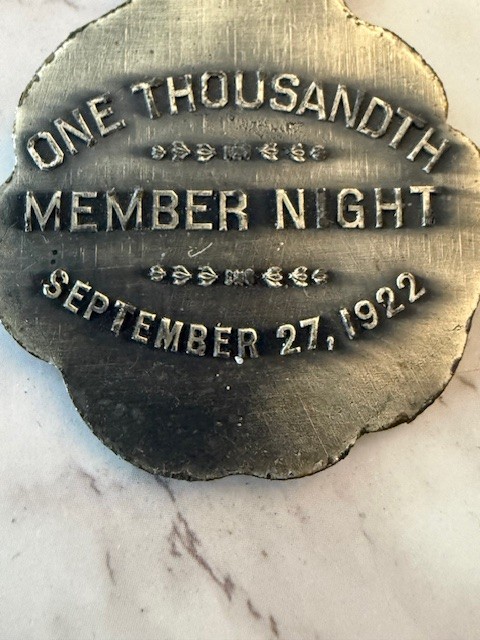 ONE THOUSANDTH
MEMBER NIGHT
SEPTEMBER 27, 1922